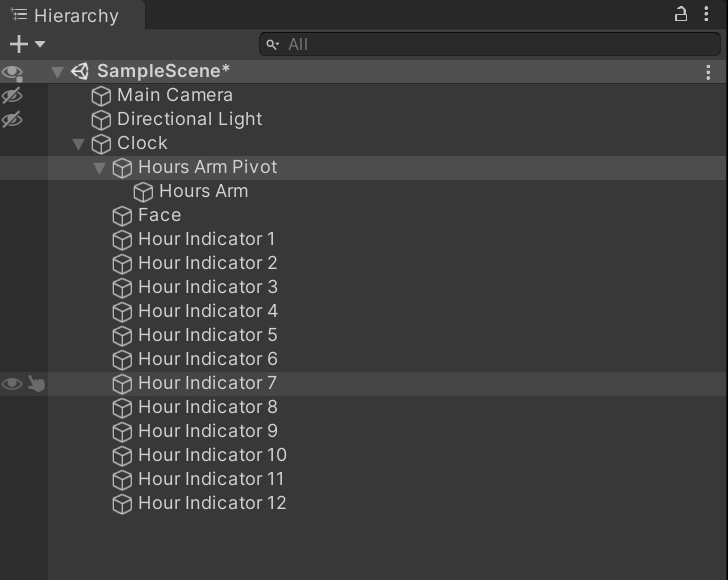 Hierarchy
All
SampleScene*
Main Camera
Directional Light
Clock
Hours Arm Pivot
Hours Arm
Face
Hour Indicator 1
Hour Indicator 2
Hour Indicator 3
Hour Indicator 4
Hour Indicator 5
Hour Indicator 6
Hour Indicator 7
Hour Indicator 8
Hour Indicator 9
Hour Indicator 10
Hour Indicator 11
Hour Indicator 12